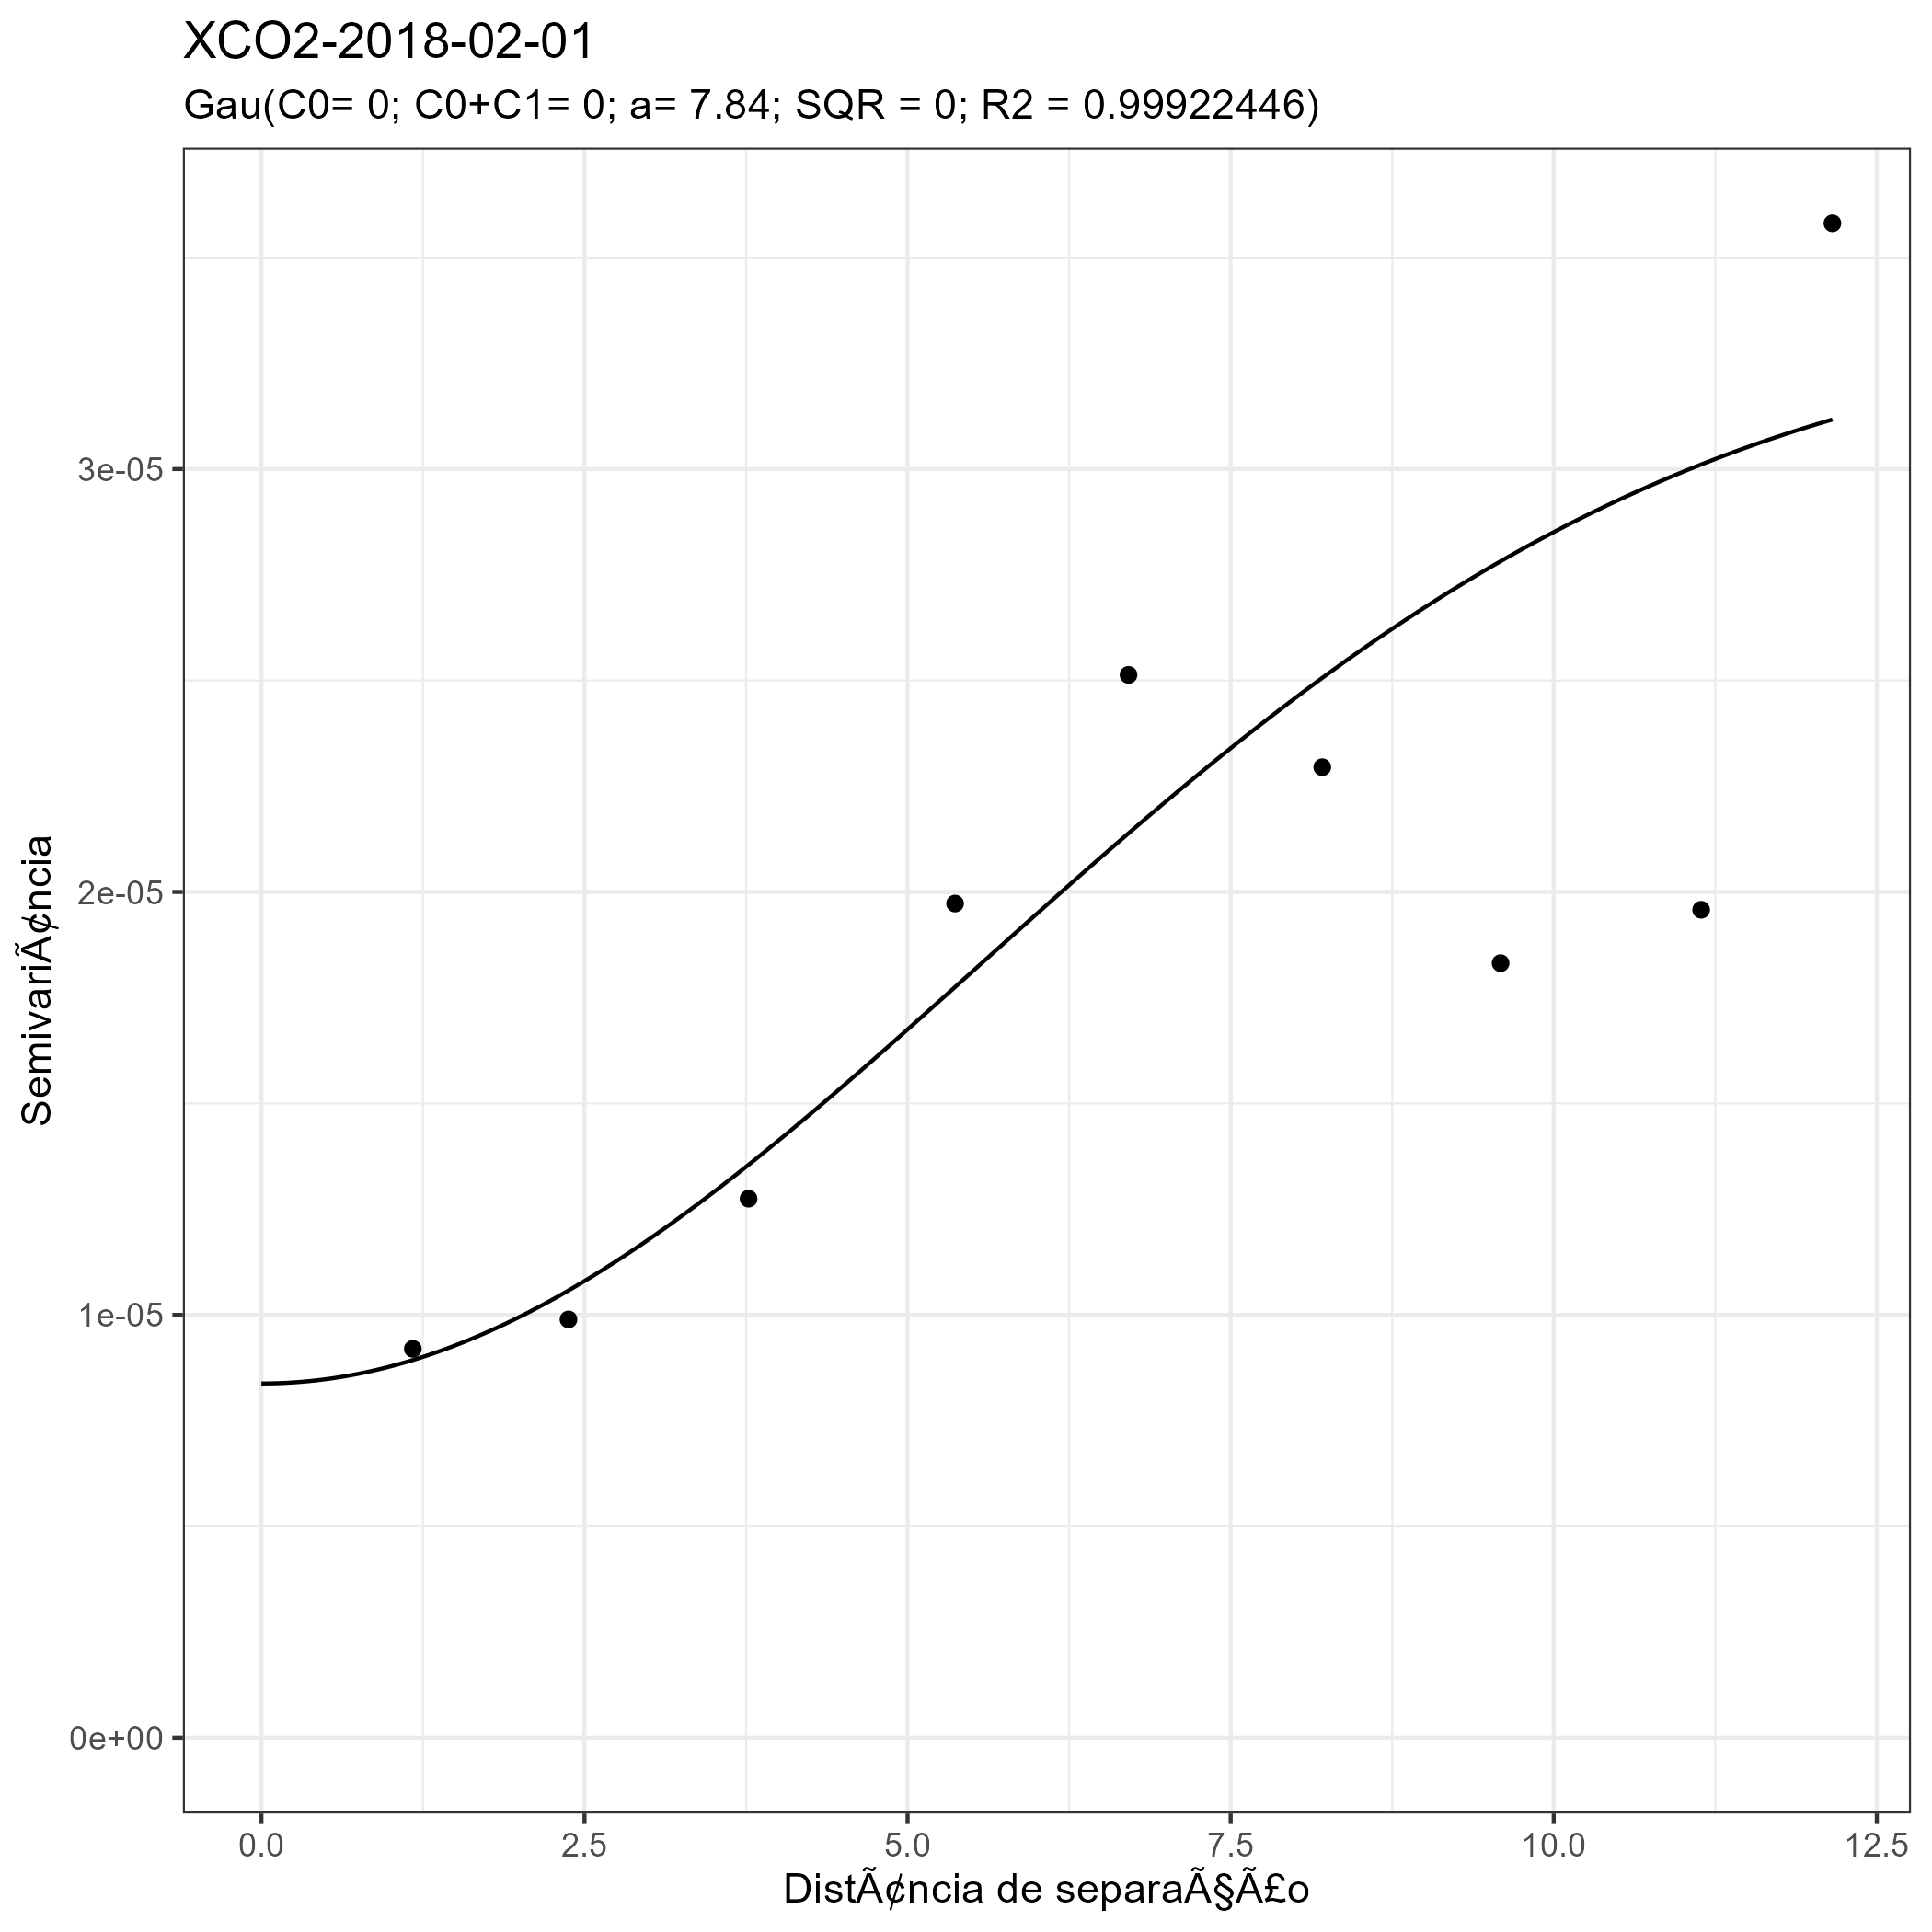 XCO2-2018-02-01
Gau(C0= 0; C0+C1= 0; a= 7.84; SQR = 0; R2 = 0.99922446)
SemivariÃ¢ncia
3e-05
2e-05
1e-05
0e+00
0.0 2.5 5.0 7.5 10.0 12.5
DistÃ¢ncia de separaÃ§Ã£o